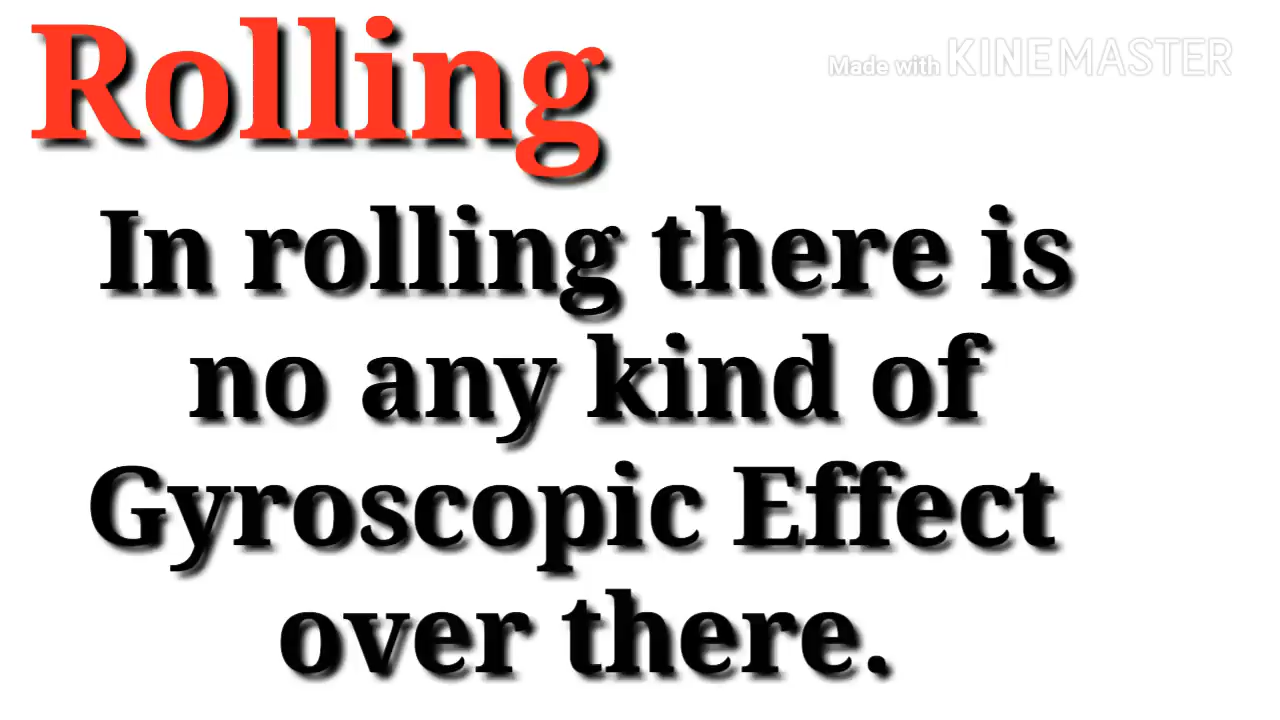 Rolling
Made with KINEMASTER
In rolling there is
no any kind of
Gyroscopic Effect
over there.